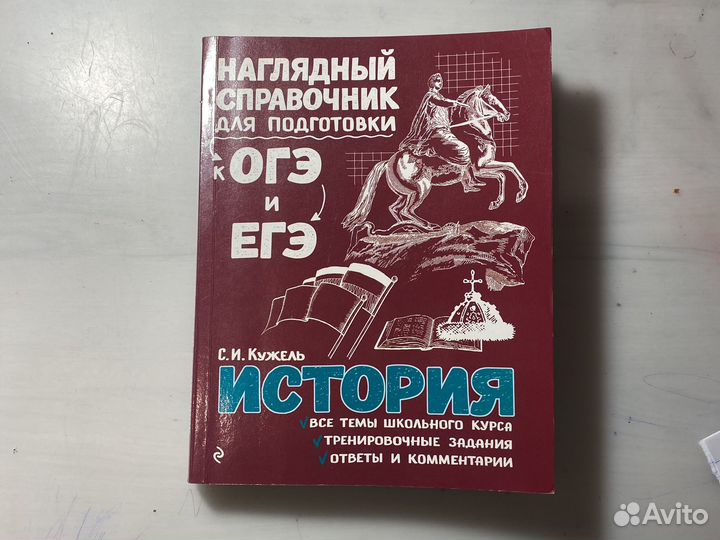 НАГЛЯДНЫЙ
СПРАВОЧНИК
ДЛЯ ПОДГОТОВКИ
К ОГЭ
И
ЕГЭ
С.И. КУЖЕЛЬ
ИСТОРИЯ
ВСЕ ТЕМЫ ШКОЛЬНОГО КУРСА
ТРЕНИРОВОЧНЫЕ ЗАДАНИЯ
ОТВЕТЫ И КОММЕНТАРИИ
Avito